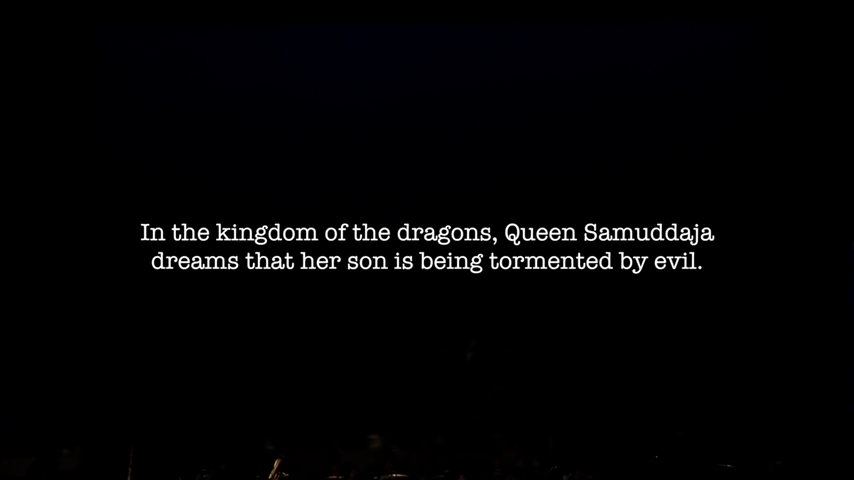 In the kingdom of the dragons, Queen Samuddaja
dreams that her son is being tormented by evil.